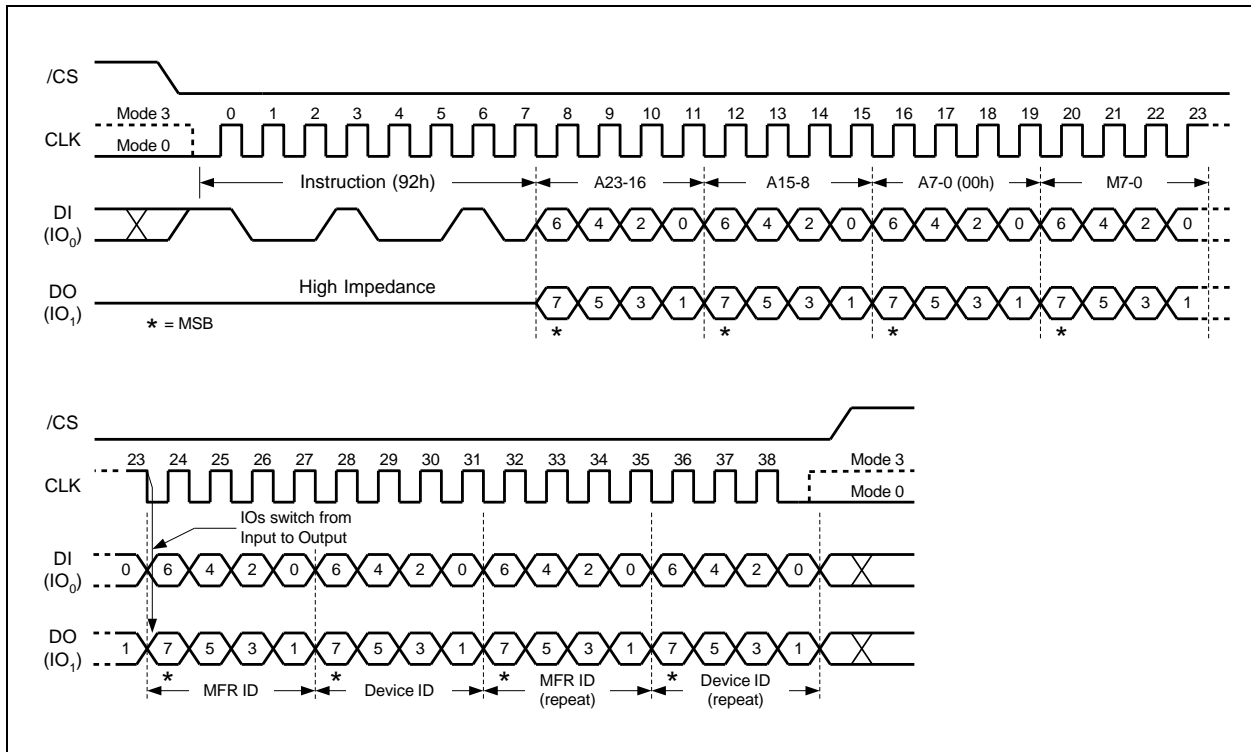 /CS
Mode 3 0 1 2 3 4 5 6 7 8 9 10 11 12 13 14 15 16 17 18 19 20 21 22 23
CLK
Mode 0
Instruction (92h) A23-16 A15-8 A7-0 (00h) M7-0
DI
(IO0) 6 4 2 0 6 4 2 0 6 4 2 0 6 4 2 0
High Impedance
DO
(IO1) 7 5 3 1 7 5 3 1 7 5 3 1 7 5 3 1
* = MSB * * * *
/CS
23 24 25 26 27 28 29 30 31 32 33 34 35 36 37 38 Mode 3
CLK
Mode 0
IOs switch from
Input to Output
DI
(IO0) 0 6 4 2 0 6 4 2 0 6 4 2 0 6 4 2 0
DO
(IO1) 1 7 5 3 1 7 5 3 1 7 5 3 1 7 5 3 1
* * * *
MFR ID Device ID MFR ID
(repeat)
Device ID
(repeat)